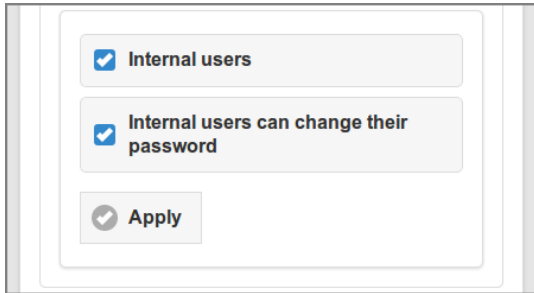 Internal users
Internal users can change their
password
Apply